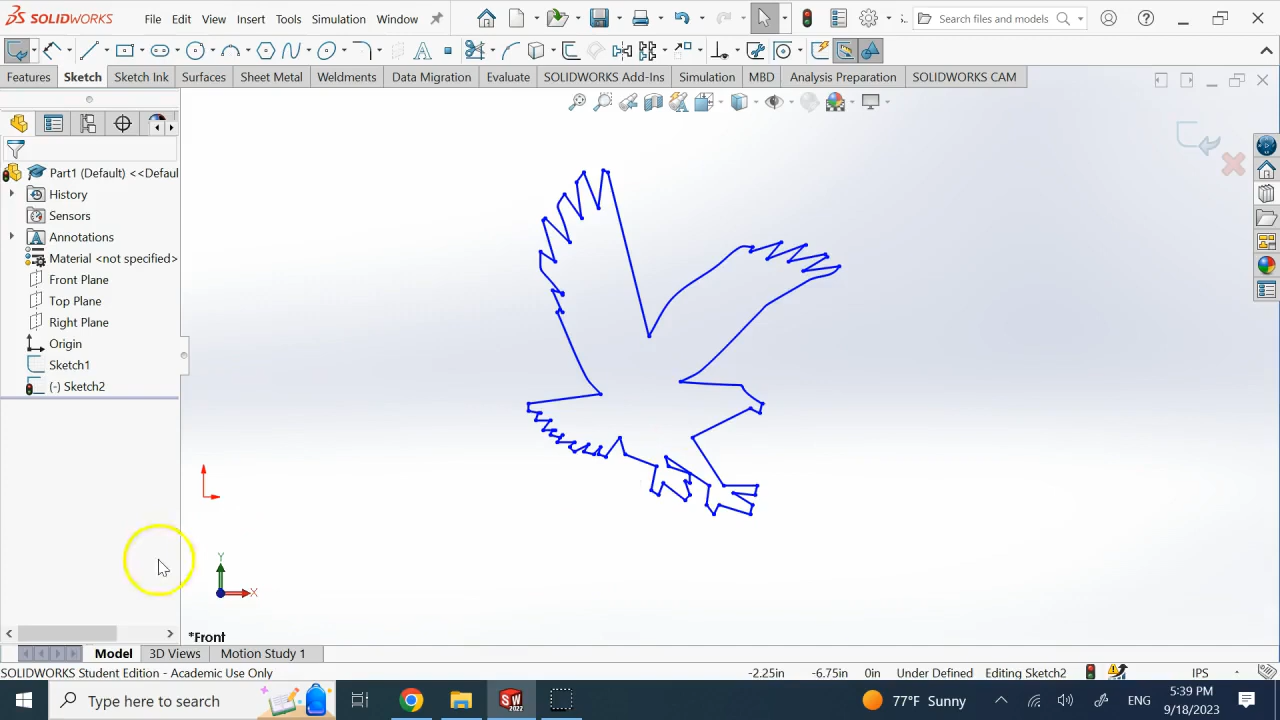 SOLIDWORKS File Edit View Insert Tools Simulation Window Search files and models
Features Sketch Sketch Ink Surfaces Sheet Metal Weldments Data Migration Evaluate SOLIDWORKS Add-Ins Simulation MBD Analysis Preparation SOLIDWORKS CAM
Part1 (Default) <<Defaul
History
Sensors
Annotations
Material <not specified>
Front Plane
Top Plane
Right Plane
Origin
Sketch1
(-) Sketch2
Y
X
*Front
Model 3D Views Motion Study 1
SOLIDWORKS Student Edition - Academic Use Only -2.25in -6.75in 0in Under Defined Editing Sketch2 IPS
Type here to search SW 2022 77°F Sunny ENG 5:39 PM
9/18/2023